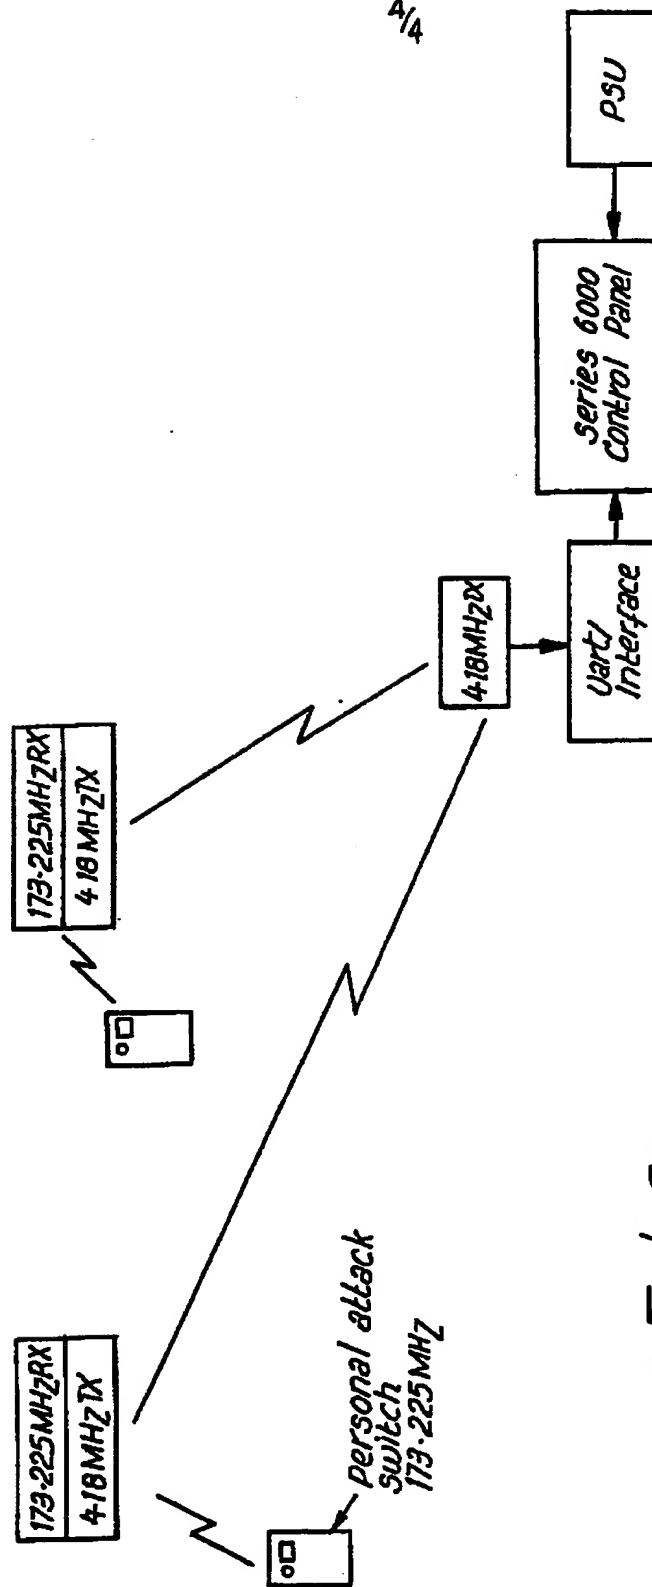 4/4
173·225MHZRX
418MHZTX
173·225MHZRX
418MHZTX
personal attack
switch
173·225MHZ
418MHZTX
Uart/
Interface
Series 6000
Control Panel
PSU